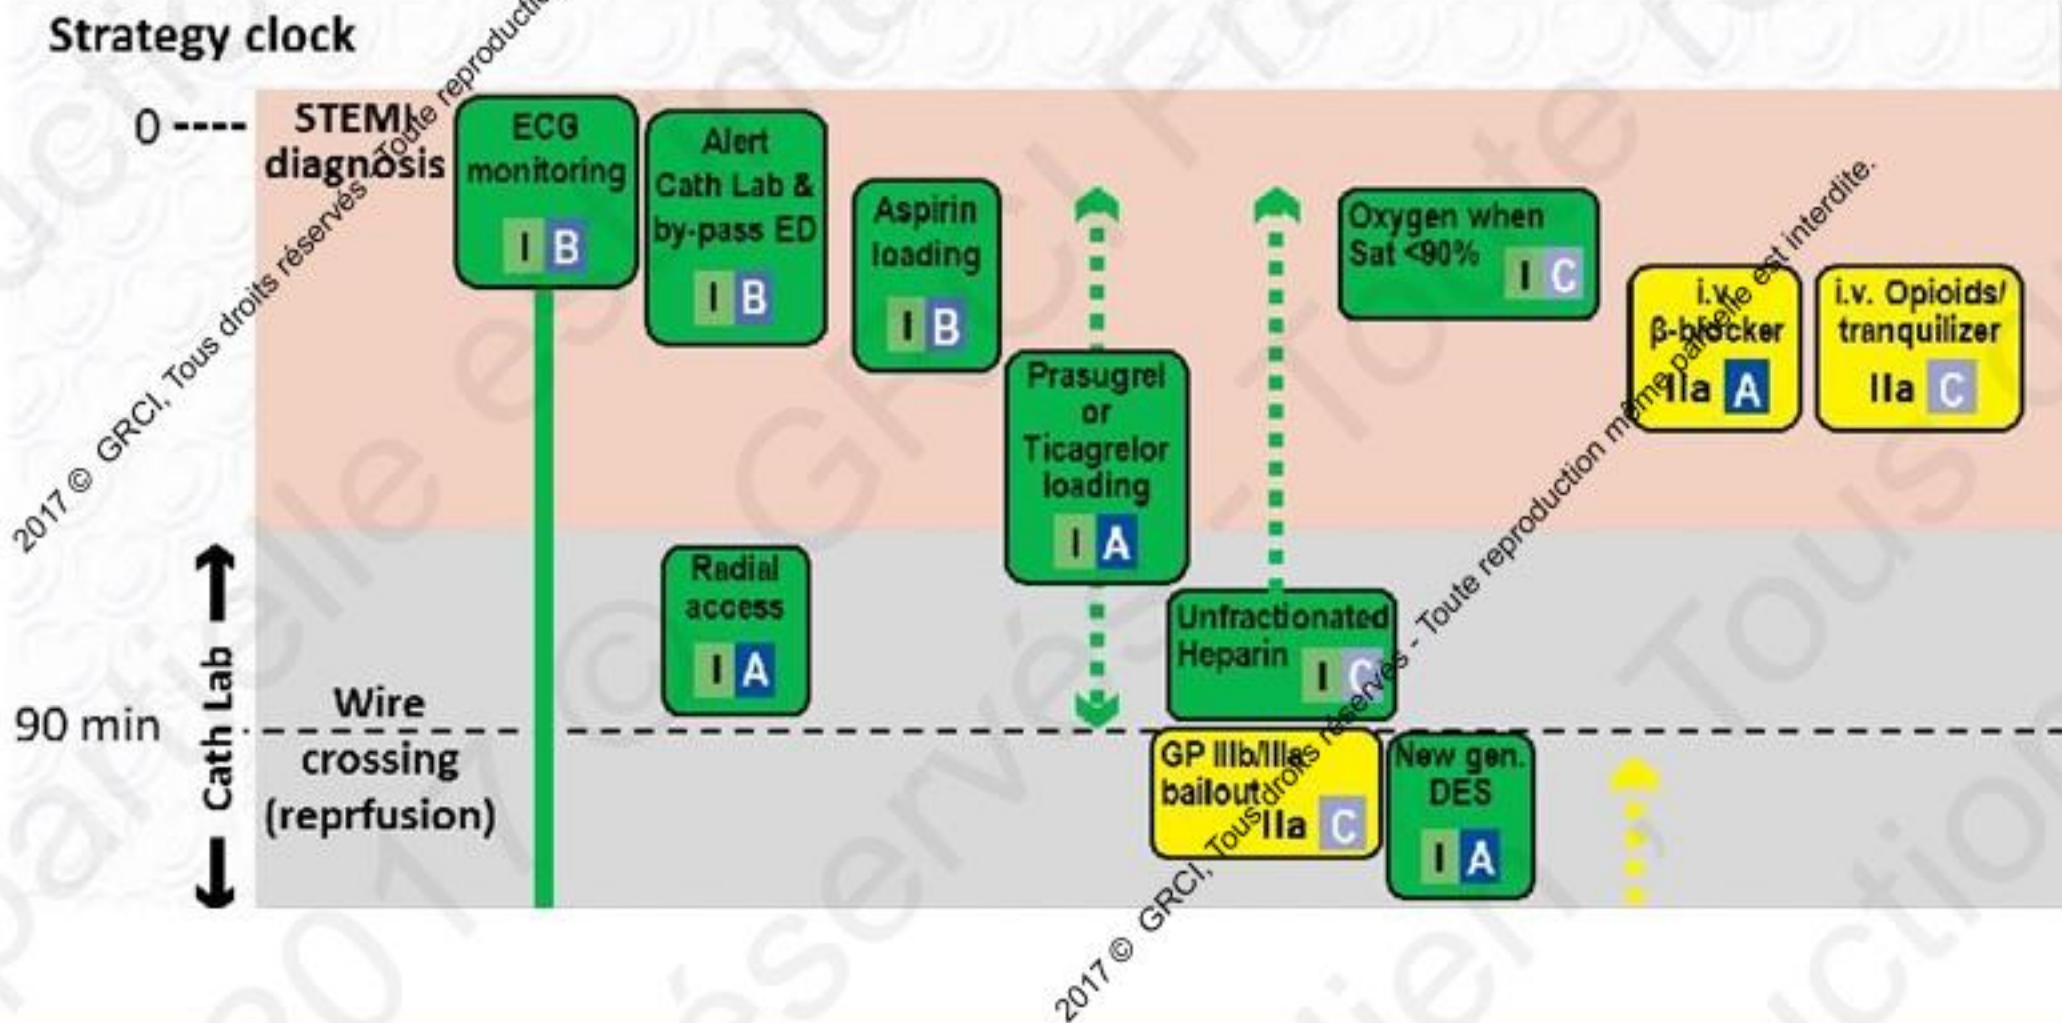 Strategy clock
0 ----
STEMI
diagnosis
ECG
monitoring
I B
Alert
Cath Lab &
by-pass ED
I B
Aspirin
loading
I B
Prasugrel
or
Ticagrelor
loading
I A
Oxygen when
Sat <90%
I C
i.v.
β-blocker
IIa A
i.v. Opioids/
tranquilizer
IIa C
Cath Lab
Radial
access
I A
Unfractionated
Heparin
I C
90 min
Wire
crossing
(reprfusion)
GP IIIb/IIIa
bailout
IIa C
New gen.
DES
I A
2017 © GRCI, Tous droits réservés - Toute reproduction
2017 © GRCI, Tous droits réservés - Toute reproduction même partielle est interdite.